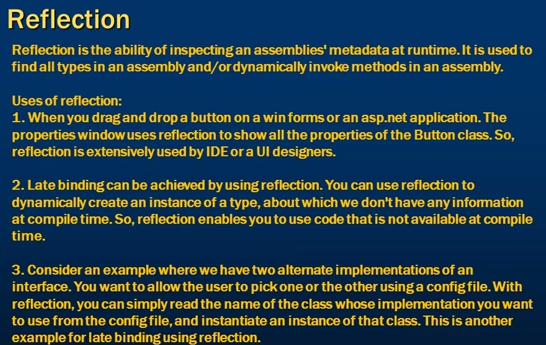 Reflection
Reflection is the ability of inspecting an assemblies' metadata at runtime. It is used to
find all types in an assembly and/or dynamically invoke methods in an assembly.
Uses of reflection:
1. When you drag and drop a button on a win forms or an asp.net application. The
properties window uses reflection to show all the properties of the Button class. So,
reflection is extensively used by IDE or a UI designers.
2. Late binding can be achieved by using reflection. You can use reflection to
dynamically create an instance of a type, about which we don't have any information
at compile time. So, reflection enables you to use code that is not available at compile
time.
3. Consider an example where we have two alternate implementations of an
interface. You want to allow the user to pick one or the other using a config file. With
reflection, you can simply read the name of the class whose implementation you want
to use from the config file, and instantiate an instance of that class. This is another
example for late binding using reflection.